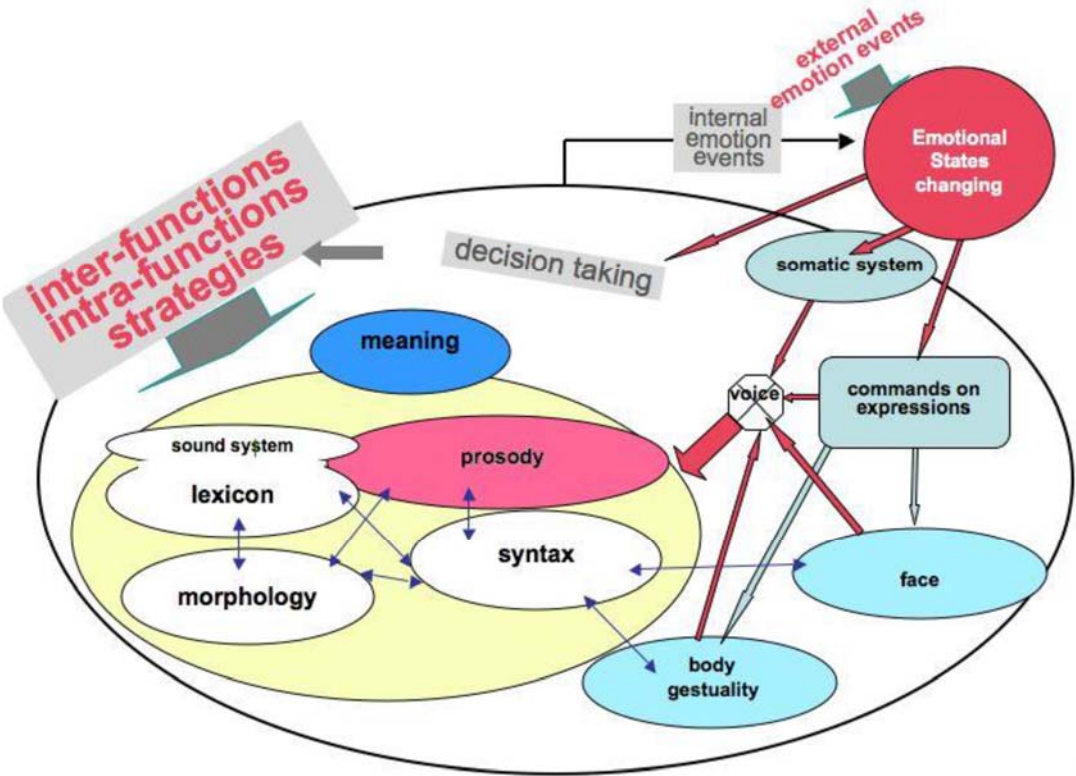 external
emotion events
internal
emotion
events
Emotional
States
changing
inter-functions
intra-functions
strategies
decision taking
somatic system
meaning
voice
commands on
expressions
sound system
prosody
lexicon
syntax
morphology
face
body
gestuality